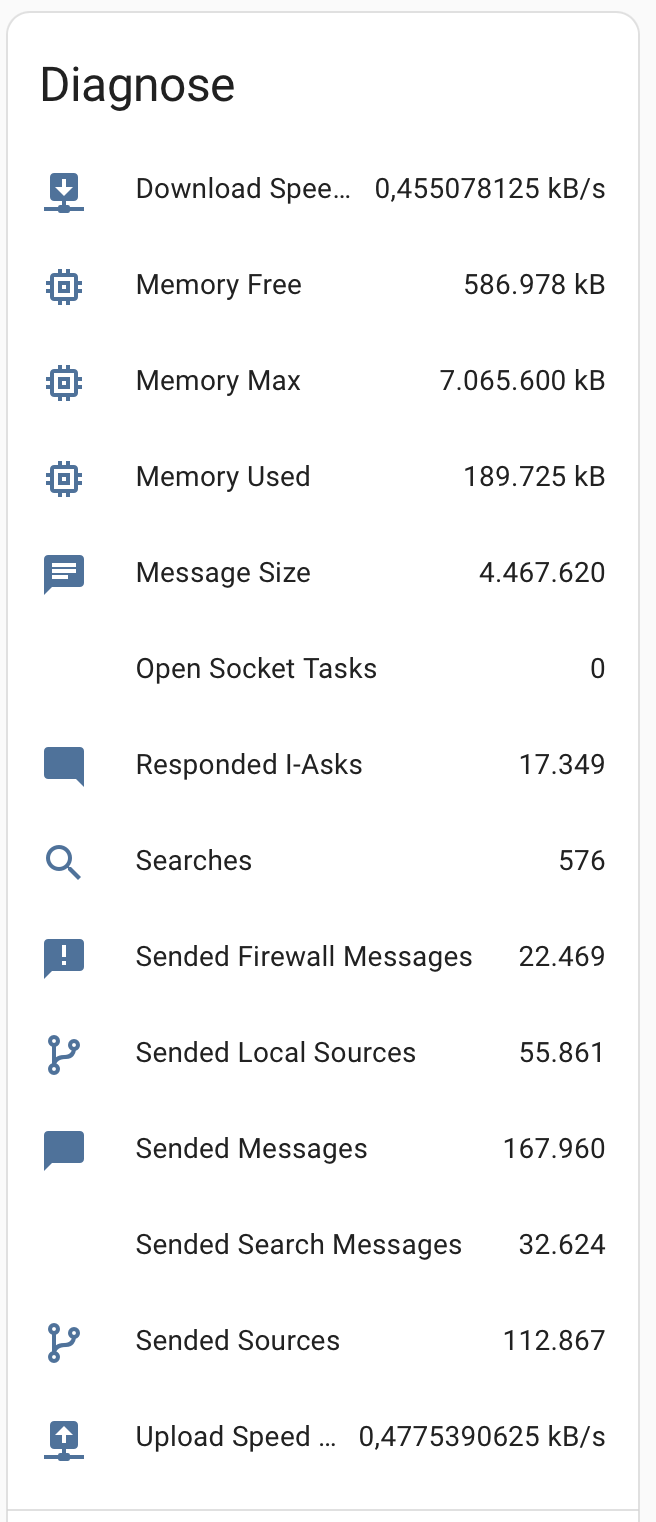 Diagnose
Download Spee… 0,455078125 kB/s
Memory Free 586.978 kB
Memory Max 7.065.600 kB
Memory Used 189.725 kB
Message Size 4.467.620
Open Socket Tasks 0
Responded I-Asks 17.349
Searches 576
Sended Firewall Messages 22.469
Sended Local Sources 55.861
Sended Messages 167.960
Sended Search Messages 32.624
Sended Sources 112.867
Upload Speed … 0,4775390625 kB/s